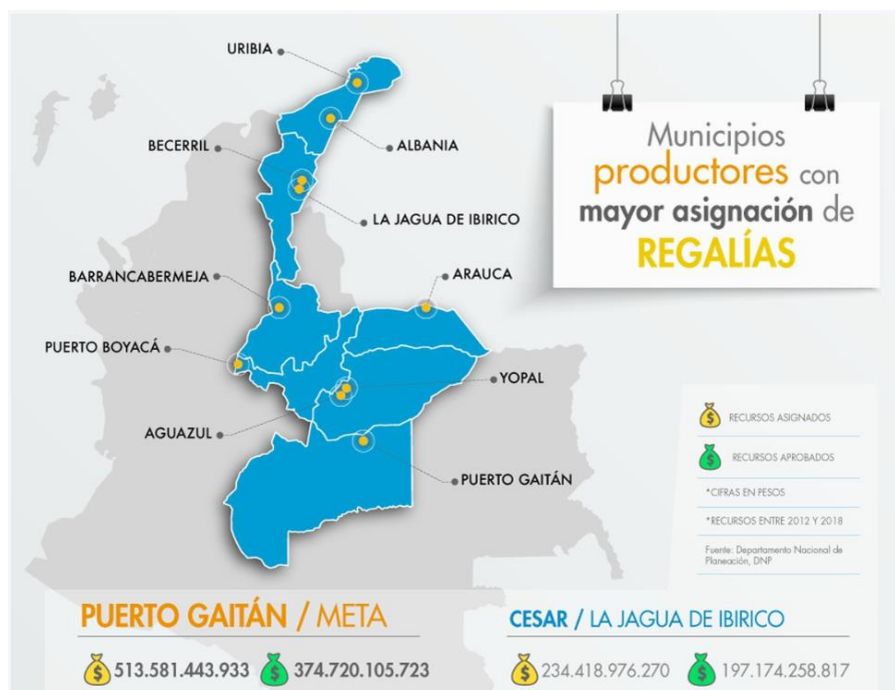 URIBIA
BECERRIL
ALBANIA
LA JAGUA DE IBIRICO
BARRANCABERMEJA
ARAUCA
PUERTO BOYACÁ
YOPAL
AGUAZUL
PUERTO GAITÁN
Municipios
productores con
mayor asignación de
REGALÍAS
$ RECURSOS ASIGNADOS
$ RECURSOS APROBADOS
*CIFRAS EN PESOS
*RECURSOS ENTRE 2012 Y 2018
Fuente: Departamento Nacional de
Planeación, DNP
PUERTO GAITÁN / META
$ 513.581.443.933 $ 374.720.105.723
CESAR / LA JAGUA DE IBIRICO
$ 234.418.976.270 $ 197.174.258.817